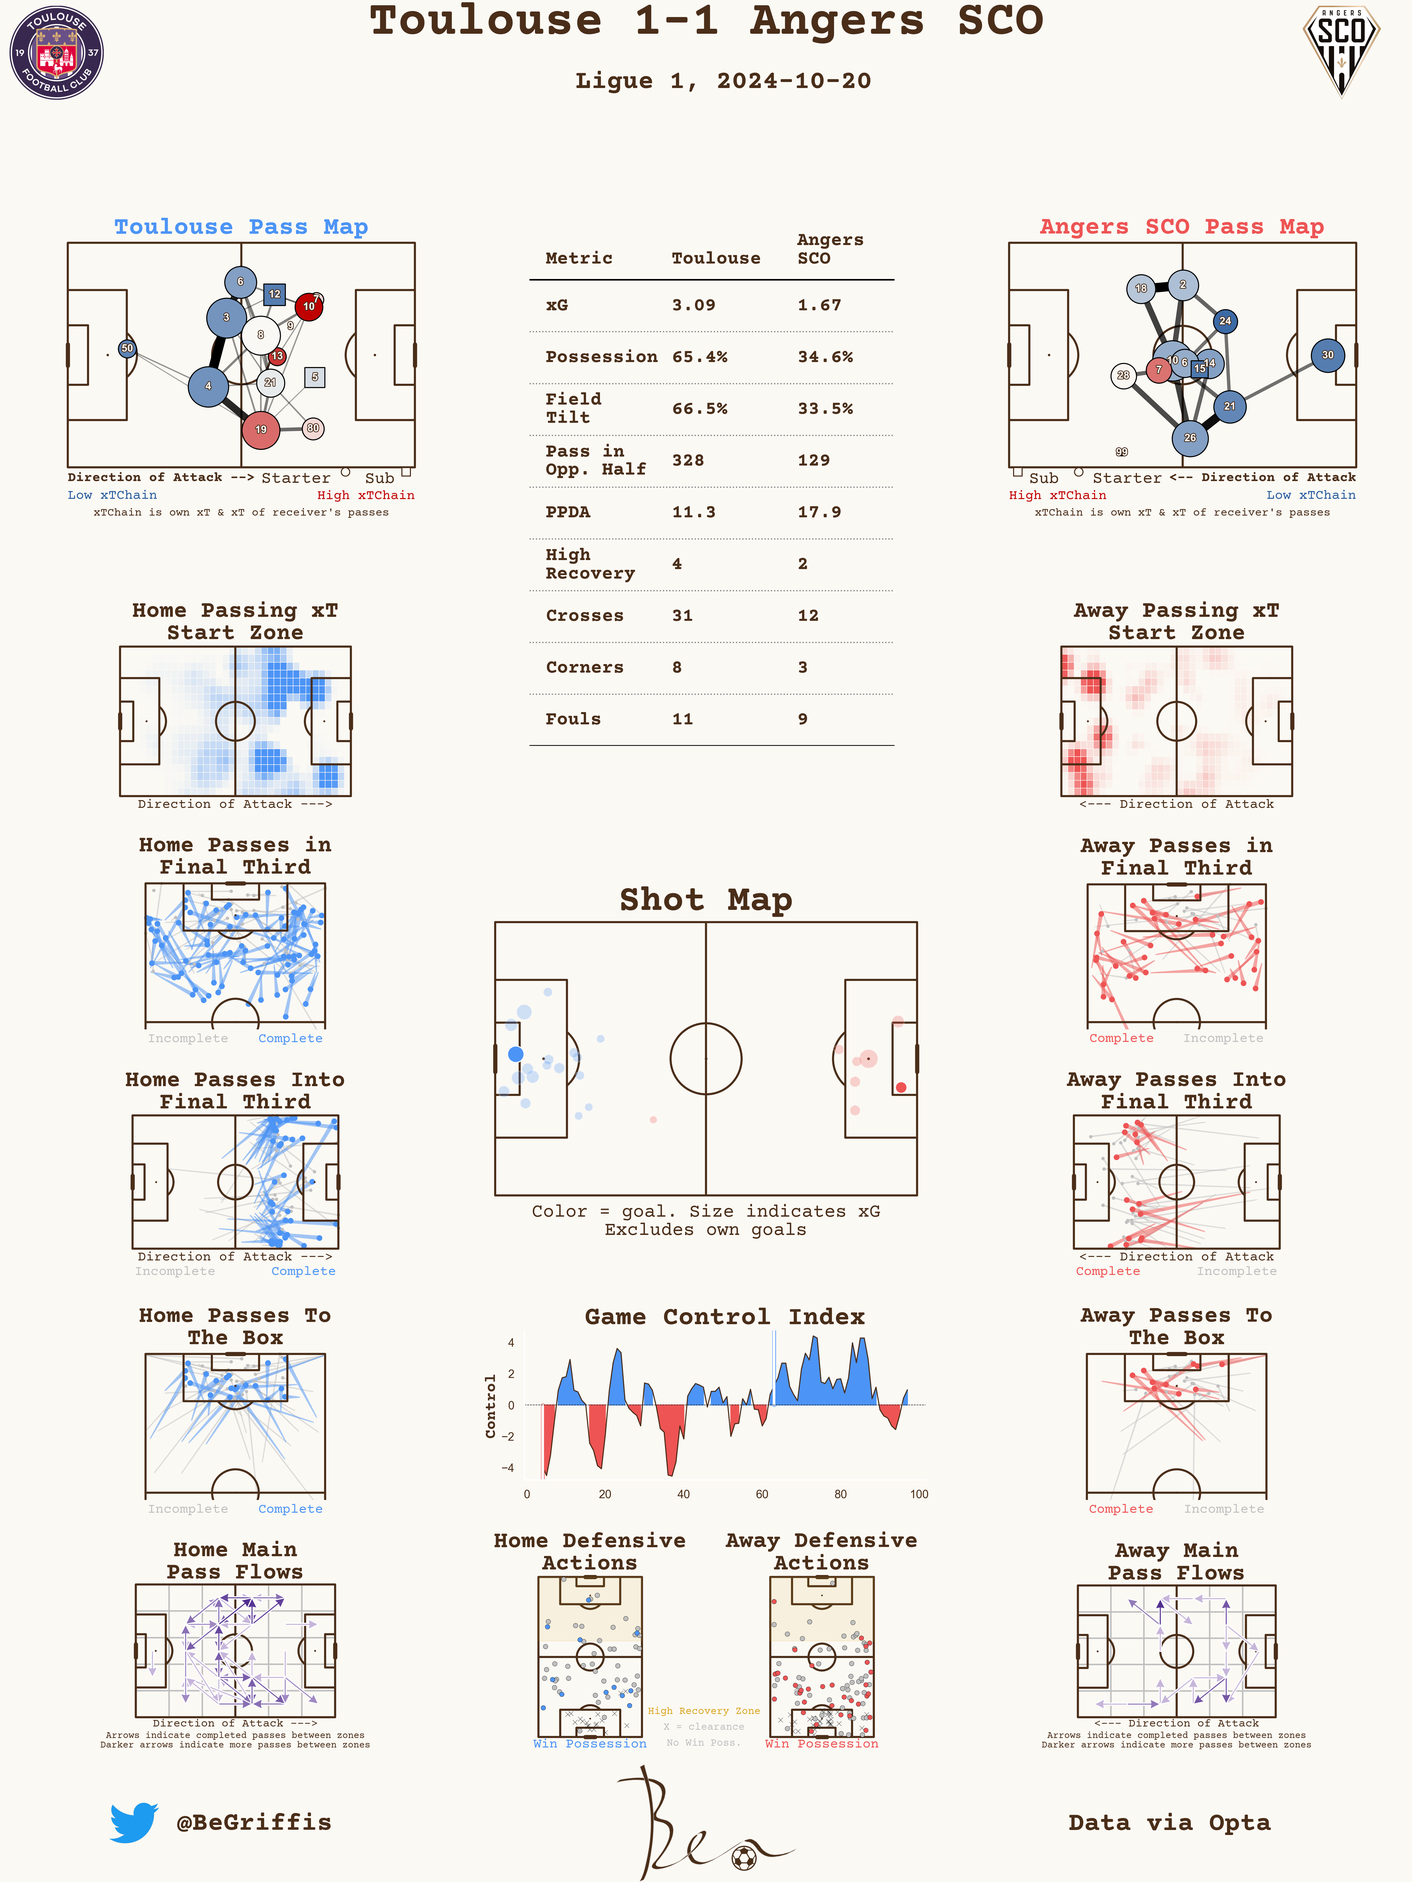 Toulouse 1-1 Angers SCO
Ligue 1, 2024-10-20
TOULOUSE
19 37
FOOTBALL CLUB
ANGERS
SCO
Toulouse Pass Map
6
12
7
10
3
9
8
13
50
4
21
5
19
80
Direction of Attack --> Starter Sub
Low xTChain High xTChain
xTChain is own xT & xT of receiver's passes
Metric Toulouse Angers SCO
xG 3.09 1.67
Possession 65.4% 34.6%
Field Tilt 66.5% 33.5%
Pass in Opp. Half 328 129
PPDA 11.3 17.9
High Recovery 4 2
Crosses 31 12
Corners 8 3
Fouls 11 9
Angers SCO Pass Map
18
2
24
10
6
14
15
30
28
7
21
26
99
Sub Starter <-- Direction of Attack
High xTChain Low xTChain
xTChain is own xT & xT of receiver's passes
Home Passing xT
Start Zone
Direction of Attack --->
Away Passing xT
Start Zone
<--- Direction of Attack
Home Passes in
Final Third
Incomplete Complete
Away Passes in
Final Third
Complete Incomplete
Shot Map
Color = goal. Size indicates xG
Excludes own goals
Home Passes Into
Final Third
Direction of Attack --->
Incomplete Complete
Away Passes Into
Final Third
<--- Direction of Attack
Complete Incomplete
Home Passes To
The Box
Incomplete Complete
Game Control Index
Control
4
2
0
−2
−4
0 20 40 60 80 100
Away Passes To
The Box
Complete Incomplete
Home Main
Pass Flows
Direction of Attack --->
Arrows indicate completed passes between zones
Darker arrows indicate more passes between zones
Home Defensive
Actions
Win Possession
High Recovery Zone
X = clearance
No Win Poss.
Away Defensive
Actions
Win Possession
Away Main
Pass Flows
<--- Direction of Attack
Arrows indicate completed passes between zones
Darker arrows indicate more passes between zones
@BeGriffis
Ben
Data via Opta